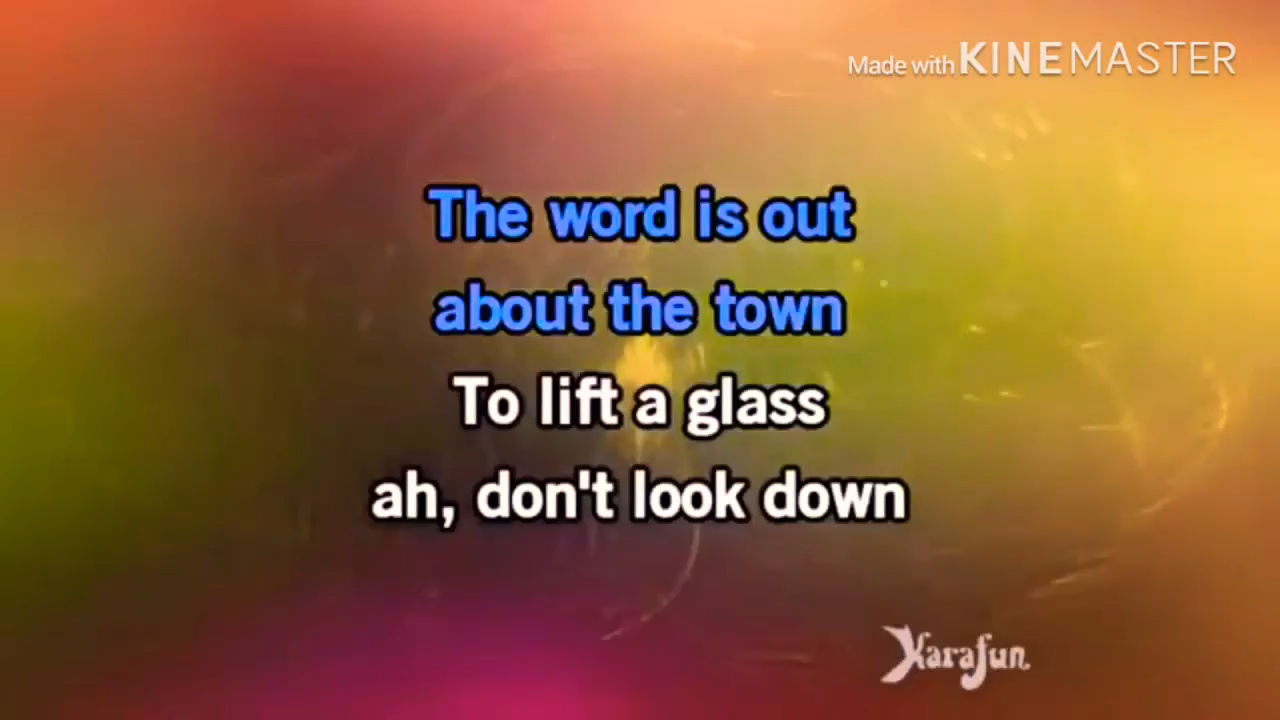 Made with KINEMASTER
The word is out
about the town
To lift a glass
ah, don't look down
Karafun